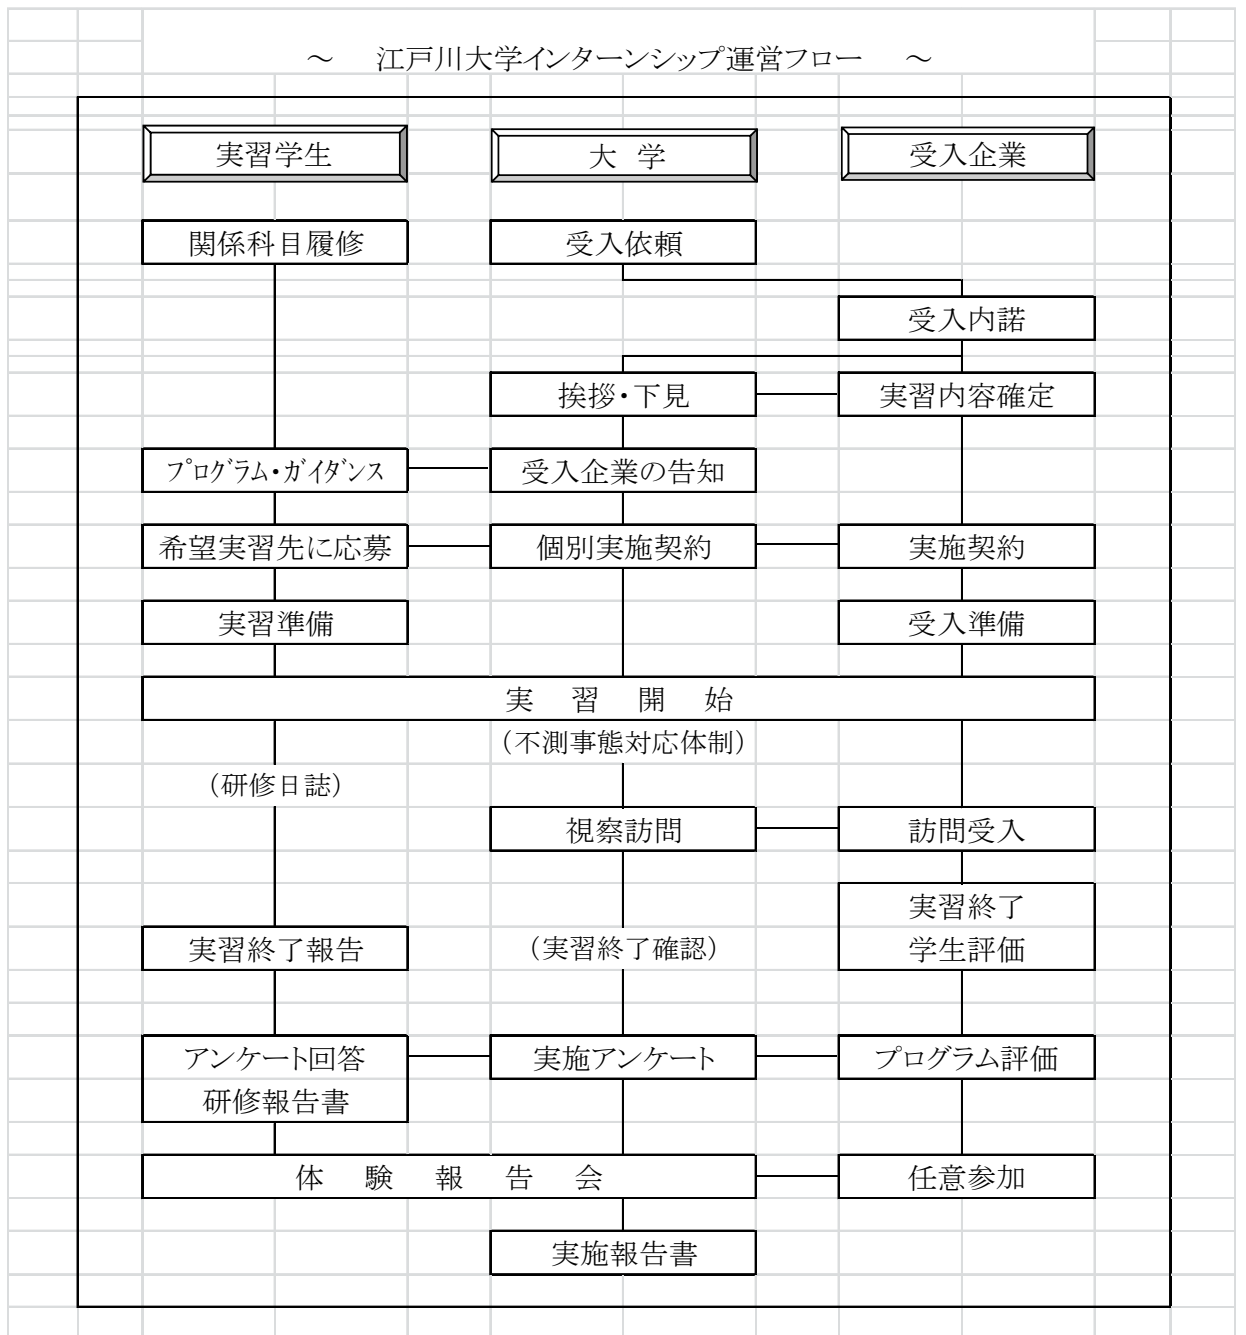 ～ 江戸川大学インターンシップ運営フロー ～
実習学生 大 学 受入企業
関係科目履修 受入依頼
受入内諾
挨拶・下見 実習内容確定
ﾌﾟﾛｸﾞﾗﾑ・ｶﾞｲﾀﾞﾝｽ 受入企業の告知
希望実習先に応募 個別実施契約 実施契約
実習準備 受入準備
実 習 開 始
（不測事態対応体制）
（研修日誌）
視察訪問 訪問受入
実習終了
実習終了報告 （実習終了確認） 学生評価
アンケート回答 実施アンケート プログラム評価
研修報告書
体 験 報 告 会 任意参加
実施報告書